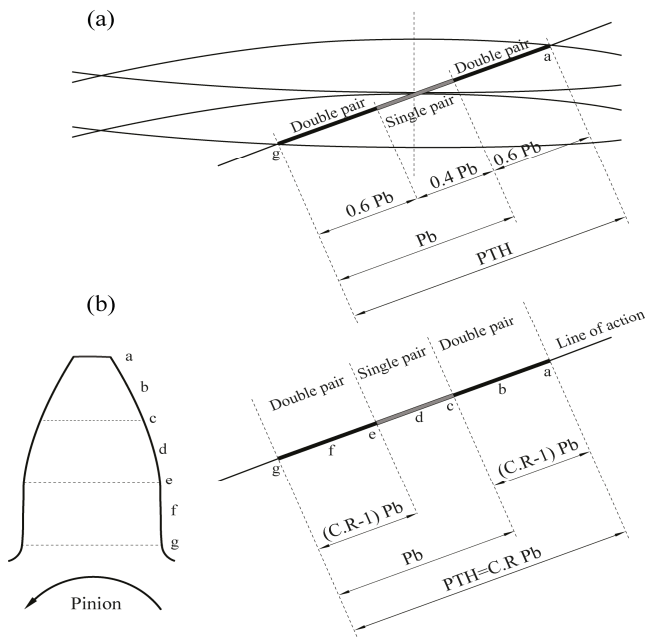 (a)
Double pair
a
Double pair
Single pair
g
0.6 Pb
0.4 Pb
0.6 Pb
Pb
PTH
(b)
a
b
c
d
e
f
g
Pinion
Line of action
Double pair
Single pair
Double pair
a
b
c
d
e
f
g
(C.R-1) Pb
(C.R-1) Pb
Pb
PTH=C.R Pb